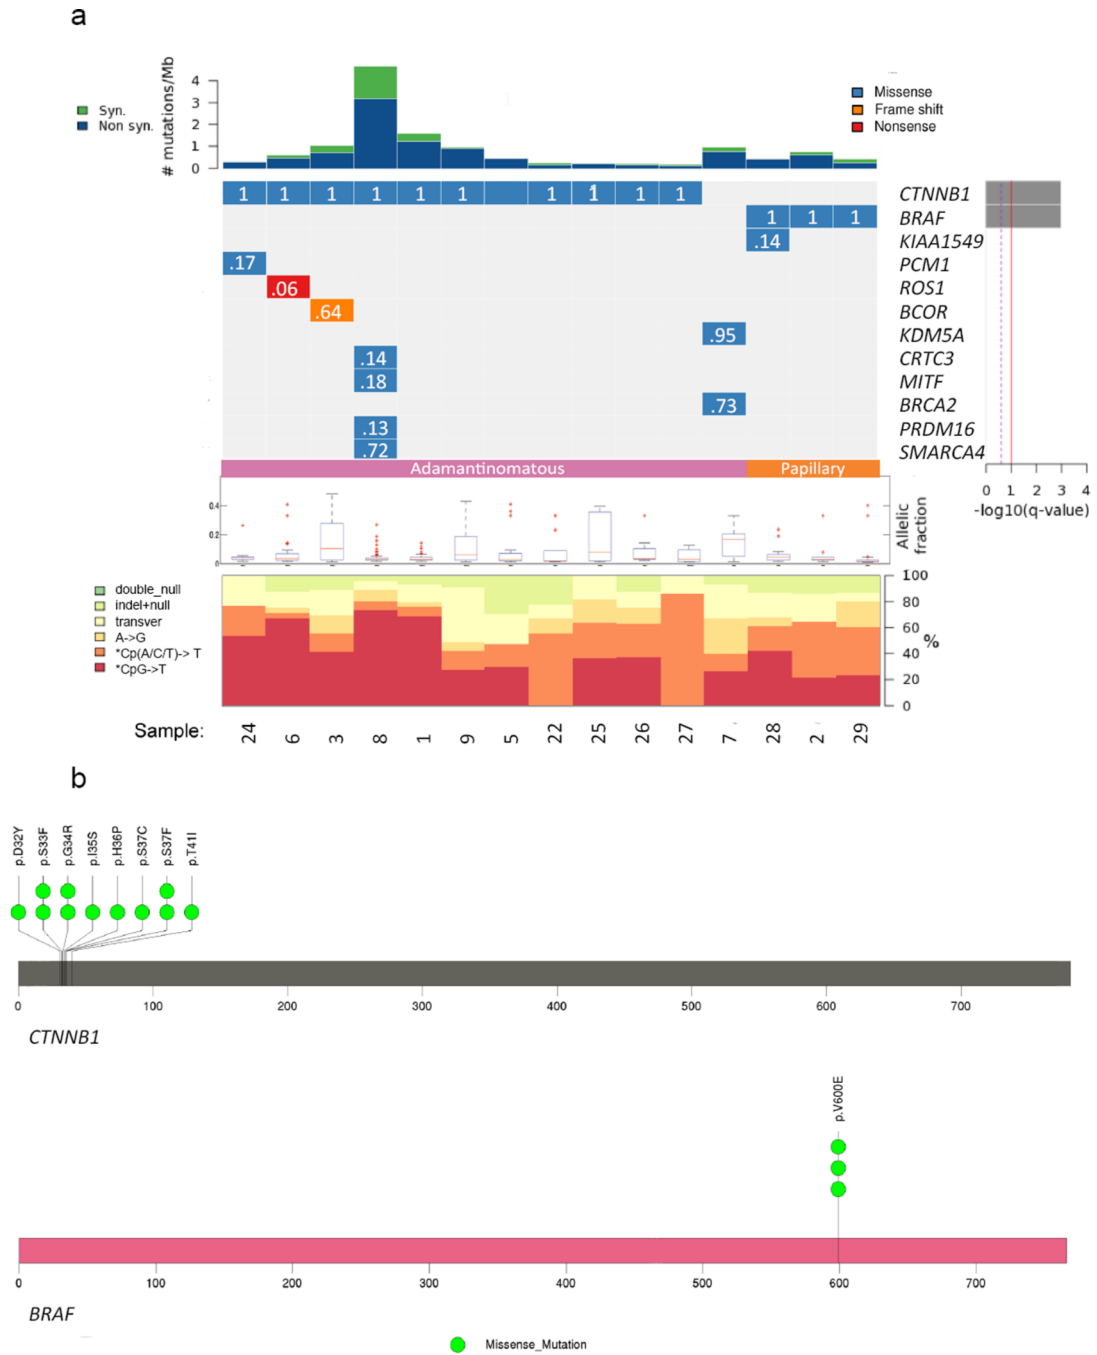 a
# mutations/Mb
4
3
2
1
0
Syn.
Non syn.
Missense
Frame shift
Nonsense
1 1 1 1 1 1 1 1 1 1 CTNNB1
1 1 1 BRAF
.14 KIAA1549
.17 PCM1
.06 ROS1
.64 BCOR
.95 KDM5A
.14 CRTC3
.18 MITF
.73 BRCA2
.13 PRDM16
.72 SMARCA4
Adamantinomatous Papillary
0 1 2 3 4
-log10(q-value)
0.4
0.2
0
Allelic
fraction
double_null
indel+null
transver
A->G
*Cp(A/C/T)-> T
*CpG->T
100
80
60
40
20
0
%
Sample: 24 6 3 8 1 9 5 22 25 26 27 7 28 2 29
b
p.D32Y p.S33F p.G34R p.I35S p.H36P p.S37C p.S37F p.T41I
0 100 200 300 400 500 600 700
CTNNB1
p.V600E
0 100 200 300 400 500 600 700
BRAF
Missense_Mutation